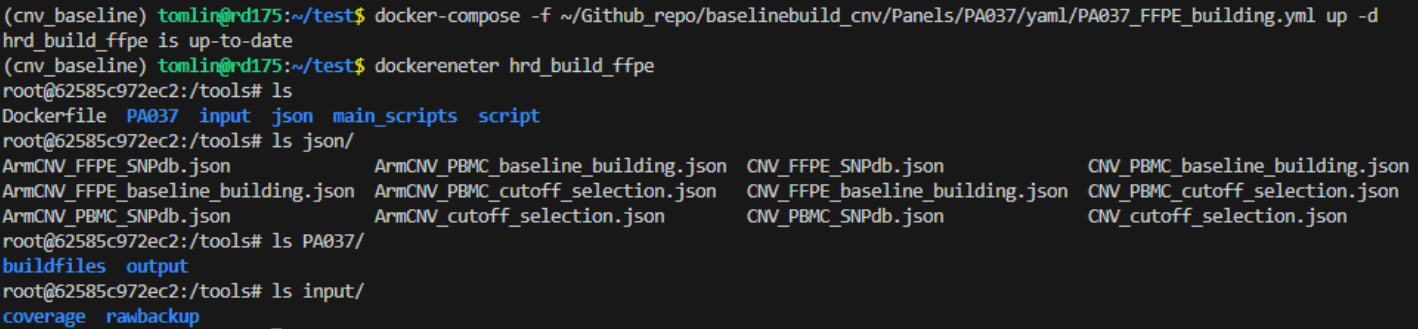 (cnv_baseline) tomlin@rd175:~/test$ docker-compose -f ~/Github_repo/baselinebuild_cnv/Panels/PA037/yaml/PA037_FFPE_building.yml up -d
hrd_build_ffpe is up-to-date
(cnv_baseline) tomlin@rd175:~/test$ dockereneter hrd_build_ffpe
root@62585c972ec2:/tools# ls
Dockerfile  PA037  input  json  main_scripts  script
root@62585c972ec2:/tools# ls json/
ArmCNV_FFPE_SNPdb.json  ArmCNV_PBMC_baseline_building.json  CNV_FFPE_SNPdb.json  CNV_PBMC_baseline_building.json
ArmCNV_FFPE_baseline_building.json  ArmCNV_PBMC_cutoff_selection.json  CNV_FFPE_baseline_building.json  CNV_PBMC_cutoff_selection.json
ArmCNV_PBMC_SNPdb.json  ArmCNV_cutoff_selection.json  CNV_PBMC_SNPdb.json  CNV_cutoff_selection.json
root@62585c972ec2:/tools# ls PA037/
buildfiles  output
root@62585c972ec2:/tools# ls input/
coverage  rawbackup